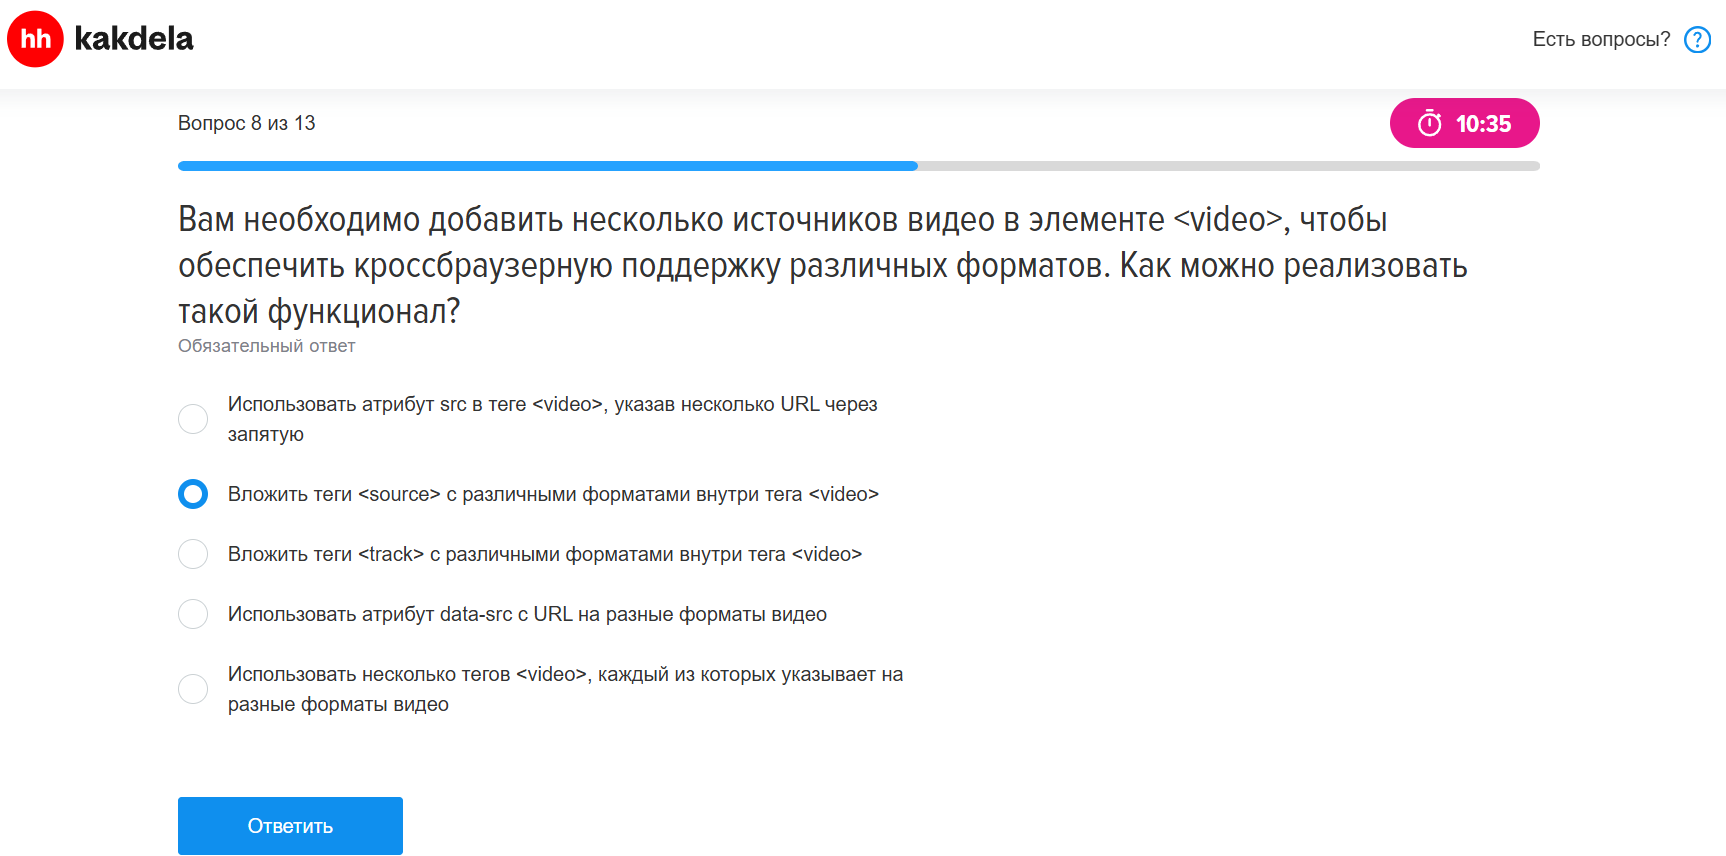 hh kakdela
Есть вопросы? ?
Вопрос 8 из 13
10:35
Вам необходимо добавить несколько источников видео в элементе <video>, чтобы
обеспечить кроссбраузерную поддержку различных форматов. Как можно реализовать
такой функционал?
Обязательный ответ
Использовать атрибут src в теге <video>, указав несколько URL через
запятую
Вложить теги <source> с различными форматами внутри тега <video>
Вложить теги <track> с различными форматами внутри тега <video>
Использовать атрибут data-src с URL на разные форматы видео
Использовать несколько тегов <video>, каждый из которых указывает на
разные форматы видео
Ответить